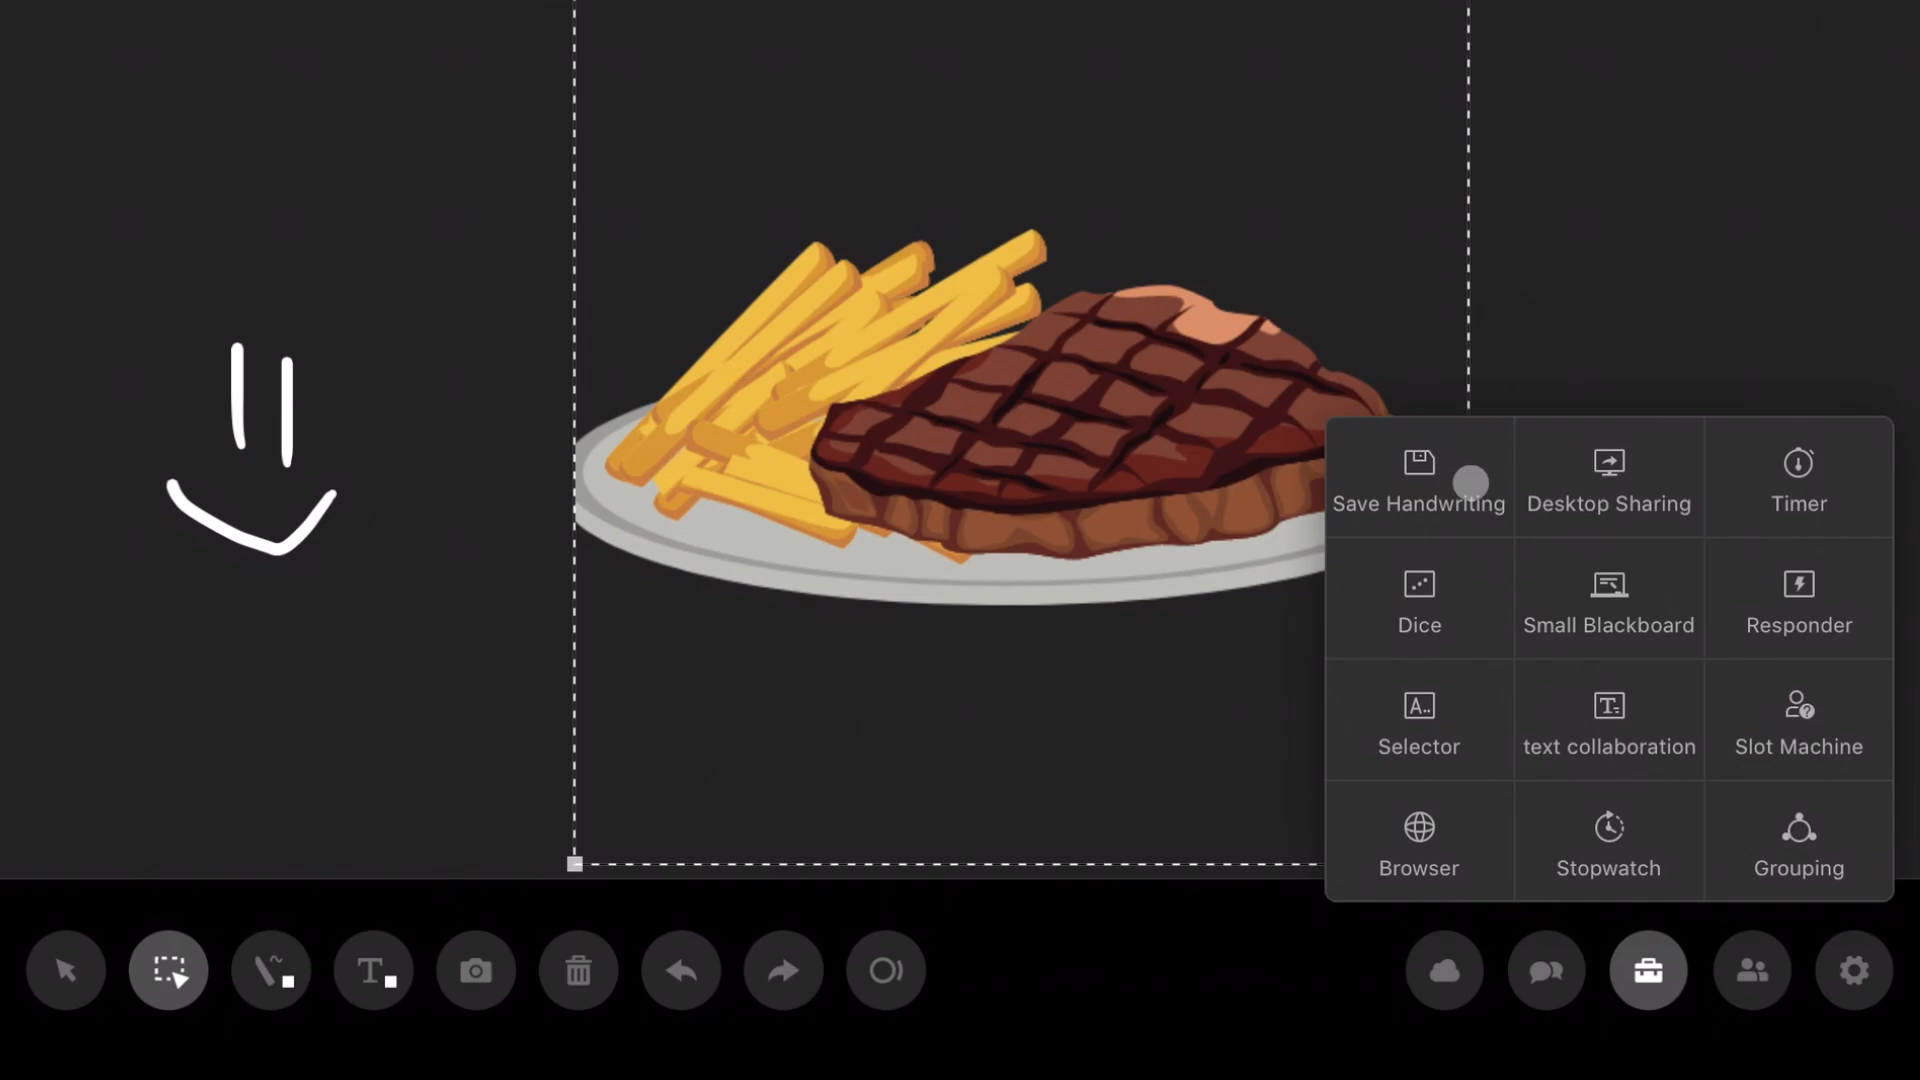 Save Handwriting
Desktop Sharing
Timer
Dice
Small Blackboard
Responder
Selector
text collaboration
Slot Machine
Browser
Stopwatch
Grouping